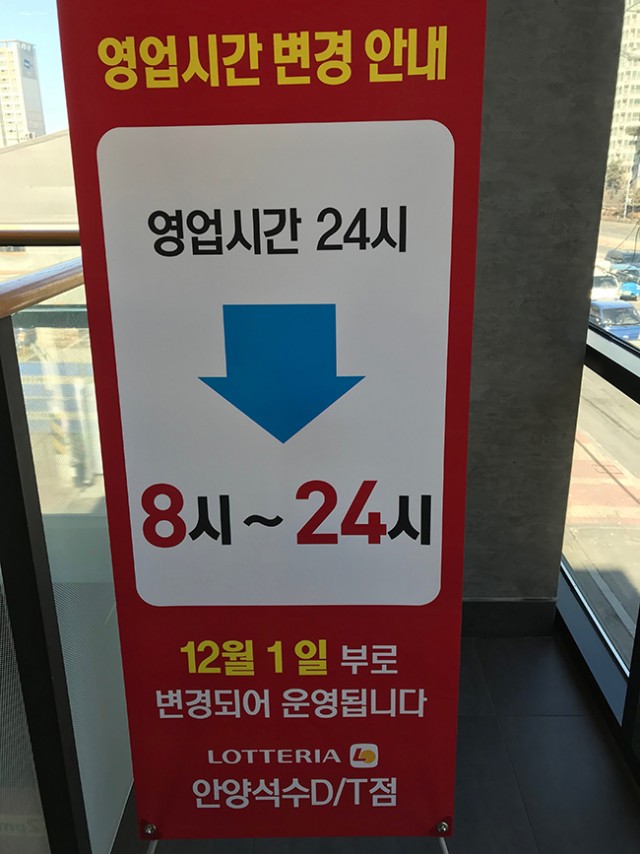 영업시간 변경 안내
영업시간 24시
8시 ~ 24시
12월 1일 부로
변경되어 운영됩니다
LOTTERIA
안양석수D/T점